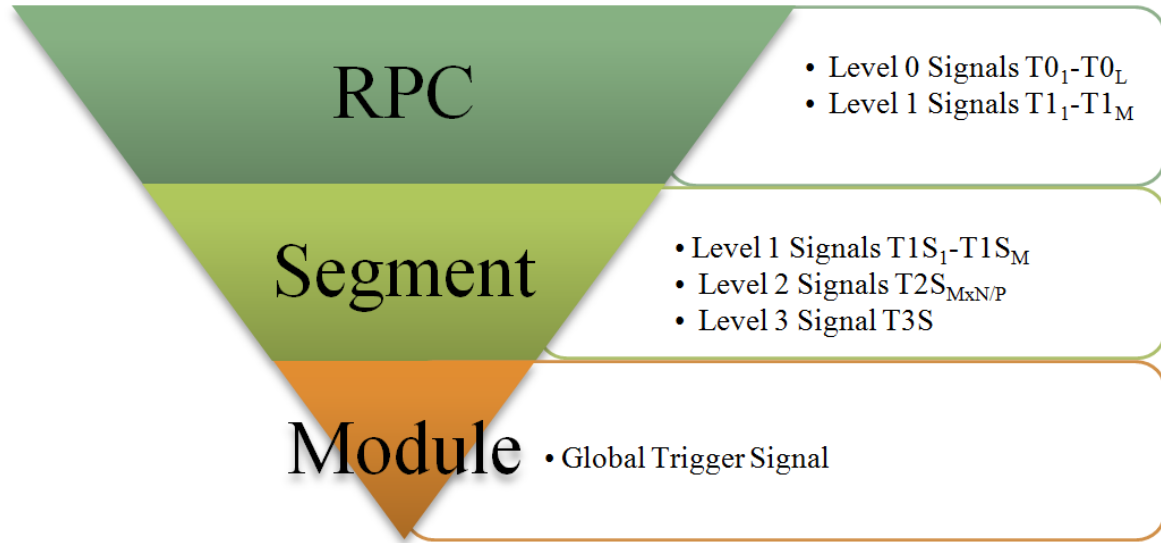 RPC
• Level 0 Signals T0₁-T0L
• Level 1 Signals T1₁-T1M
Segment
• Level 1 Signals T1S₁-T1SM
• Level 2 Signals T2SMxN/P
• Level 3 Signal T3S
Module
• Global Trigger Signal